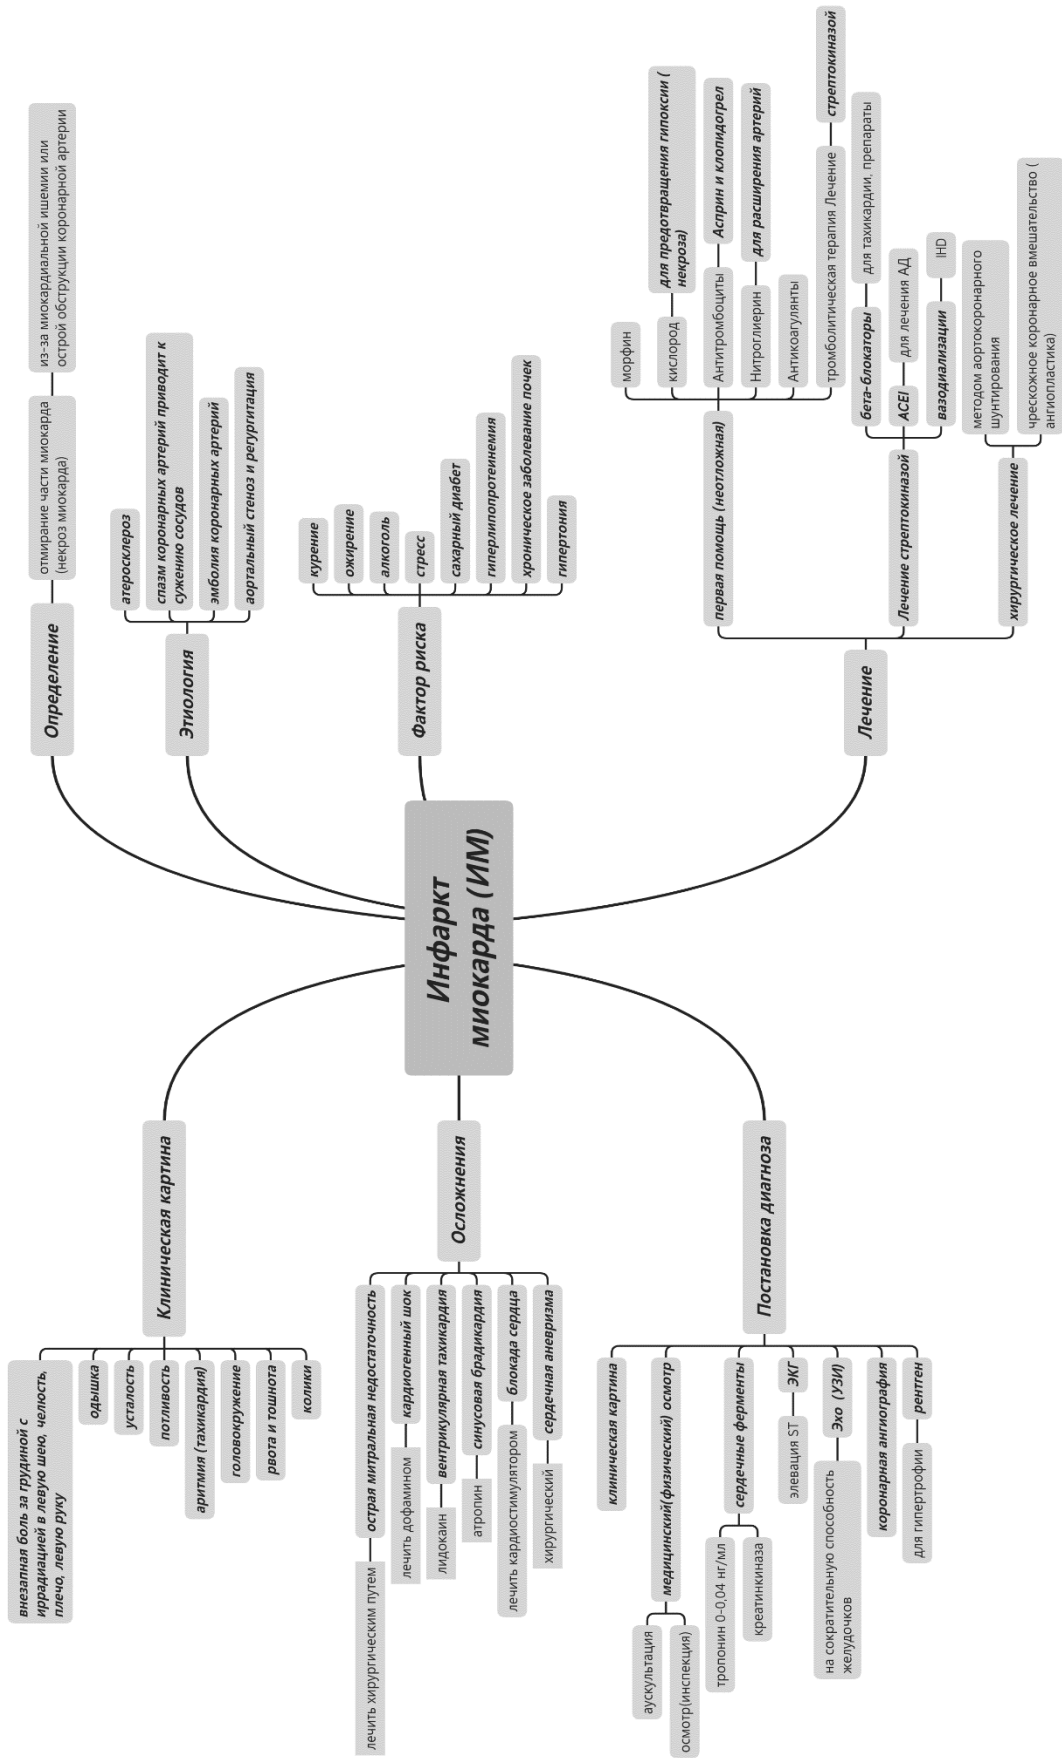 Инфаркт
миокарда (ИМ)
Клиническая картина
внезапная боль за грудиной с
иррадиацией в левую шею, челюсть,
плечо, левую руку
одышка
усталость
потливость
аритмия (тахикардия)
головокружение
рвота и тошнота
колики
Осложнения
острая митральная недостаточность
лечить хирургическим путем
кардиогенный шок
лечить дофамином
вентрикулярная тахикардия
лидокаин
синусовая брадикардия
атропин
блокада сердца
лечить кардиостимулятором
сердечная аневризма
хирургический
Постановка диагноза
клиническая картина
медицинский(физический) осмотр
аускультация
осмотр(инспекция)
сердечные ферменты
тропонин 0-0,04 нг/мл
креатинкиназа
ЭКГ
элевация ST
Эхо (УЗИ)
на сократительную способность
желудочков
коронарная ангиография
рентген
для гипертрофии
Определение
отмирание части миокарда
(некроз миокарда)
из-за миокардиальной ишемии или
острой обструкции коронарной артерии
Этиология
атеросклероз
спазм коронарных артерий приводит к
сужению сосудов
эмболия коронарных артерий
аортальный стеноз и регургитация
Фактор риска
курение
ожирение
алкоголь
стресс
сахарный диабет
гиперлипопротеинемия
хроническое заболевание почек
гипертония
Лечение
первая помощь (неотложная)
морфин
кислород
для предотвращения гипоксии (
некроза)
Антитромбоциты
Асприн и клопидогрел
Нитроглиерин
для расширения артерий
Антикоагулянты
тромболитическая терапия Лечение
стрептокиназой
Лечение стрептокиназой
бета-блокаторы
для тахикардии, препараты
ACEI
для лечения АД
вазодиализации
IHD
хирургическое лечение
методом аортокоронарного
шунтирования
чрескожное коронарное вмешательство (
ангиопластика)